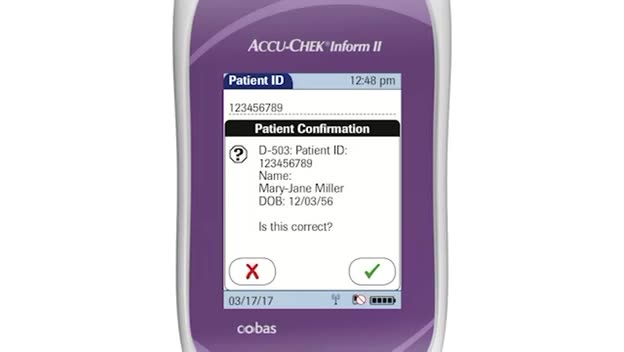 ACCU-CHEK® Inform II
Patient ID 12:48 pm
123456789
Patient Confirmation
D-503: Patient ID:
123456789
Name:
Mary-Jane Miller
DOB: 12/03/56
Is this correct?
03/17/17
cobas